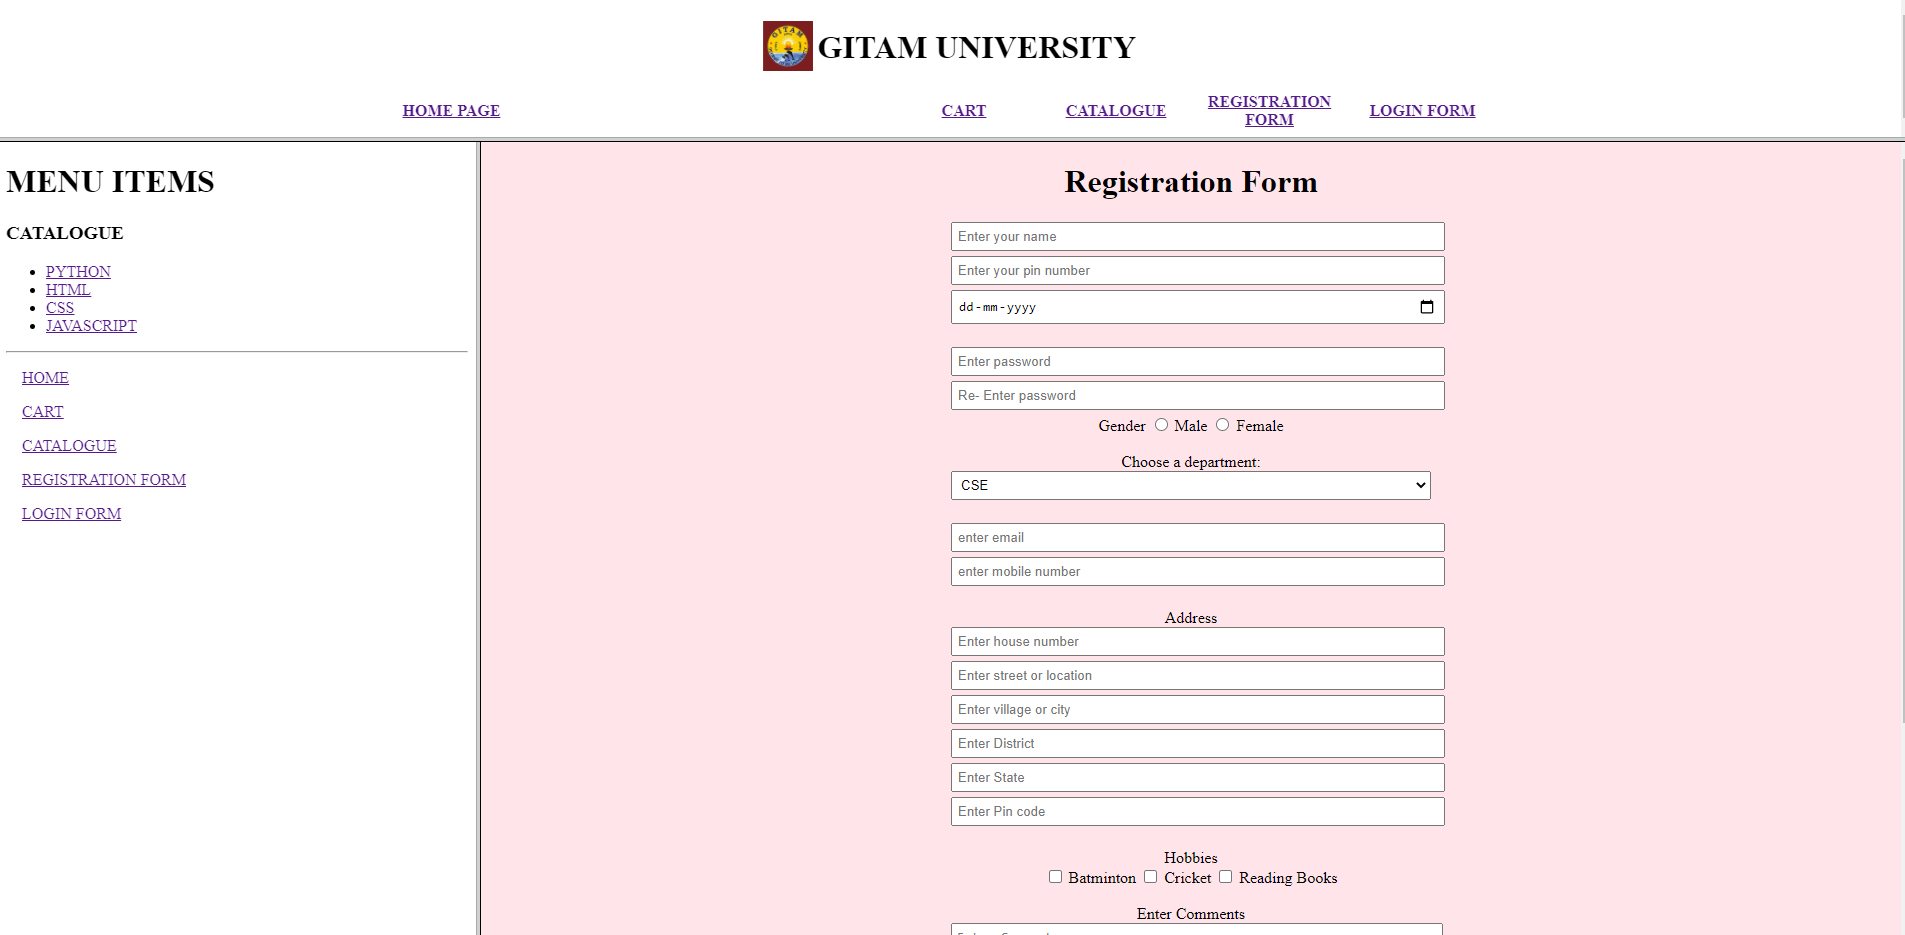 GITAM
GITAM UNIVERSITY
HOME PAGE
CART
CATALOGUE
REGISTRATION
FORM
LOGIN FORM
MENU ITEMS
CATALOGUE
PYTHON
HTML
CSS
JAVASCRIPT
HOME
CART
CATALOGUE
REGISTRATION FORM
LOGIN FORM
Registration Form
Enter your name
Enter your pin number
dd-mm-yyyy
Enter password
Re- Enter password
Gender Male Female
Choose a department:
CSE
enter email
enter mobile number
Address
Enter house number
Enter street or location
Enter village or city
Enter District
Enter State
Enter Pin code
Hobbies
Batminton Cricket Reading Books
Enter Comments